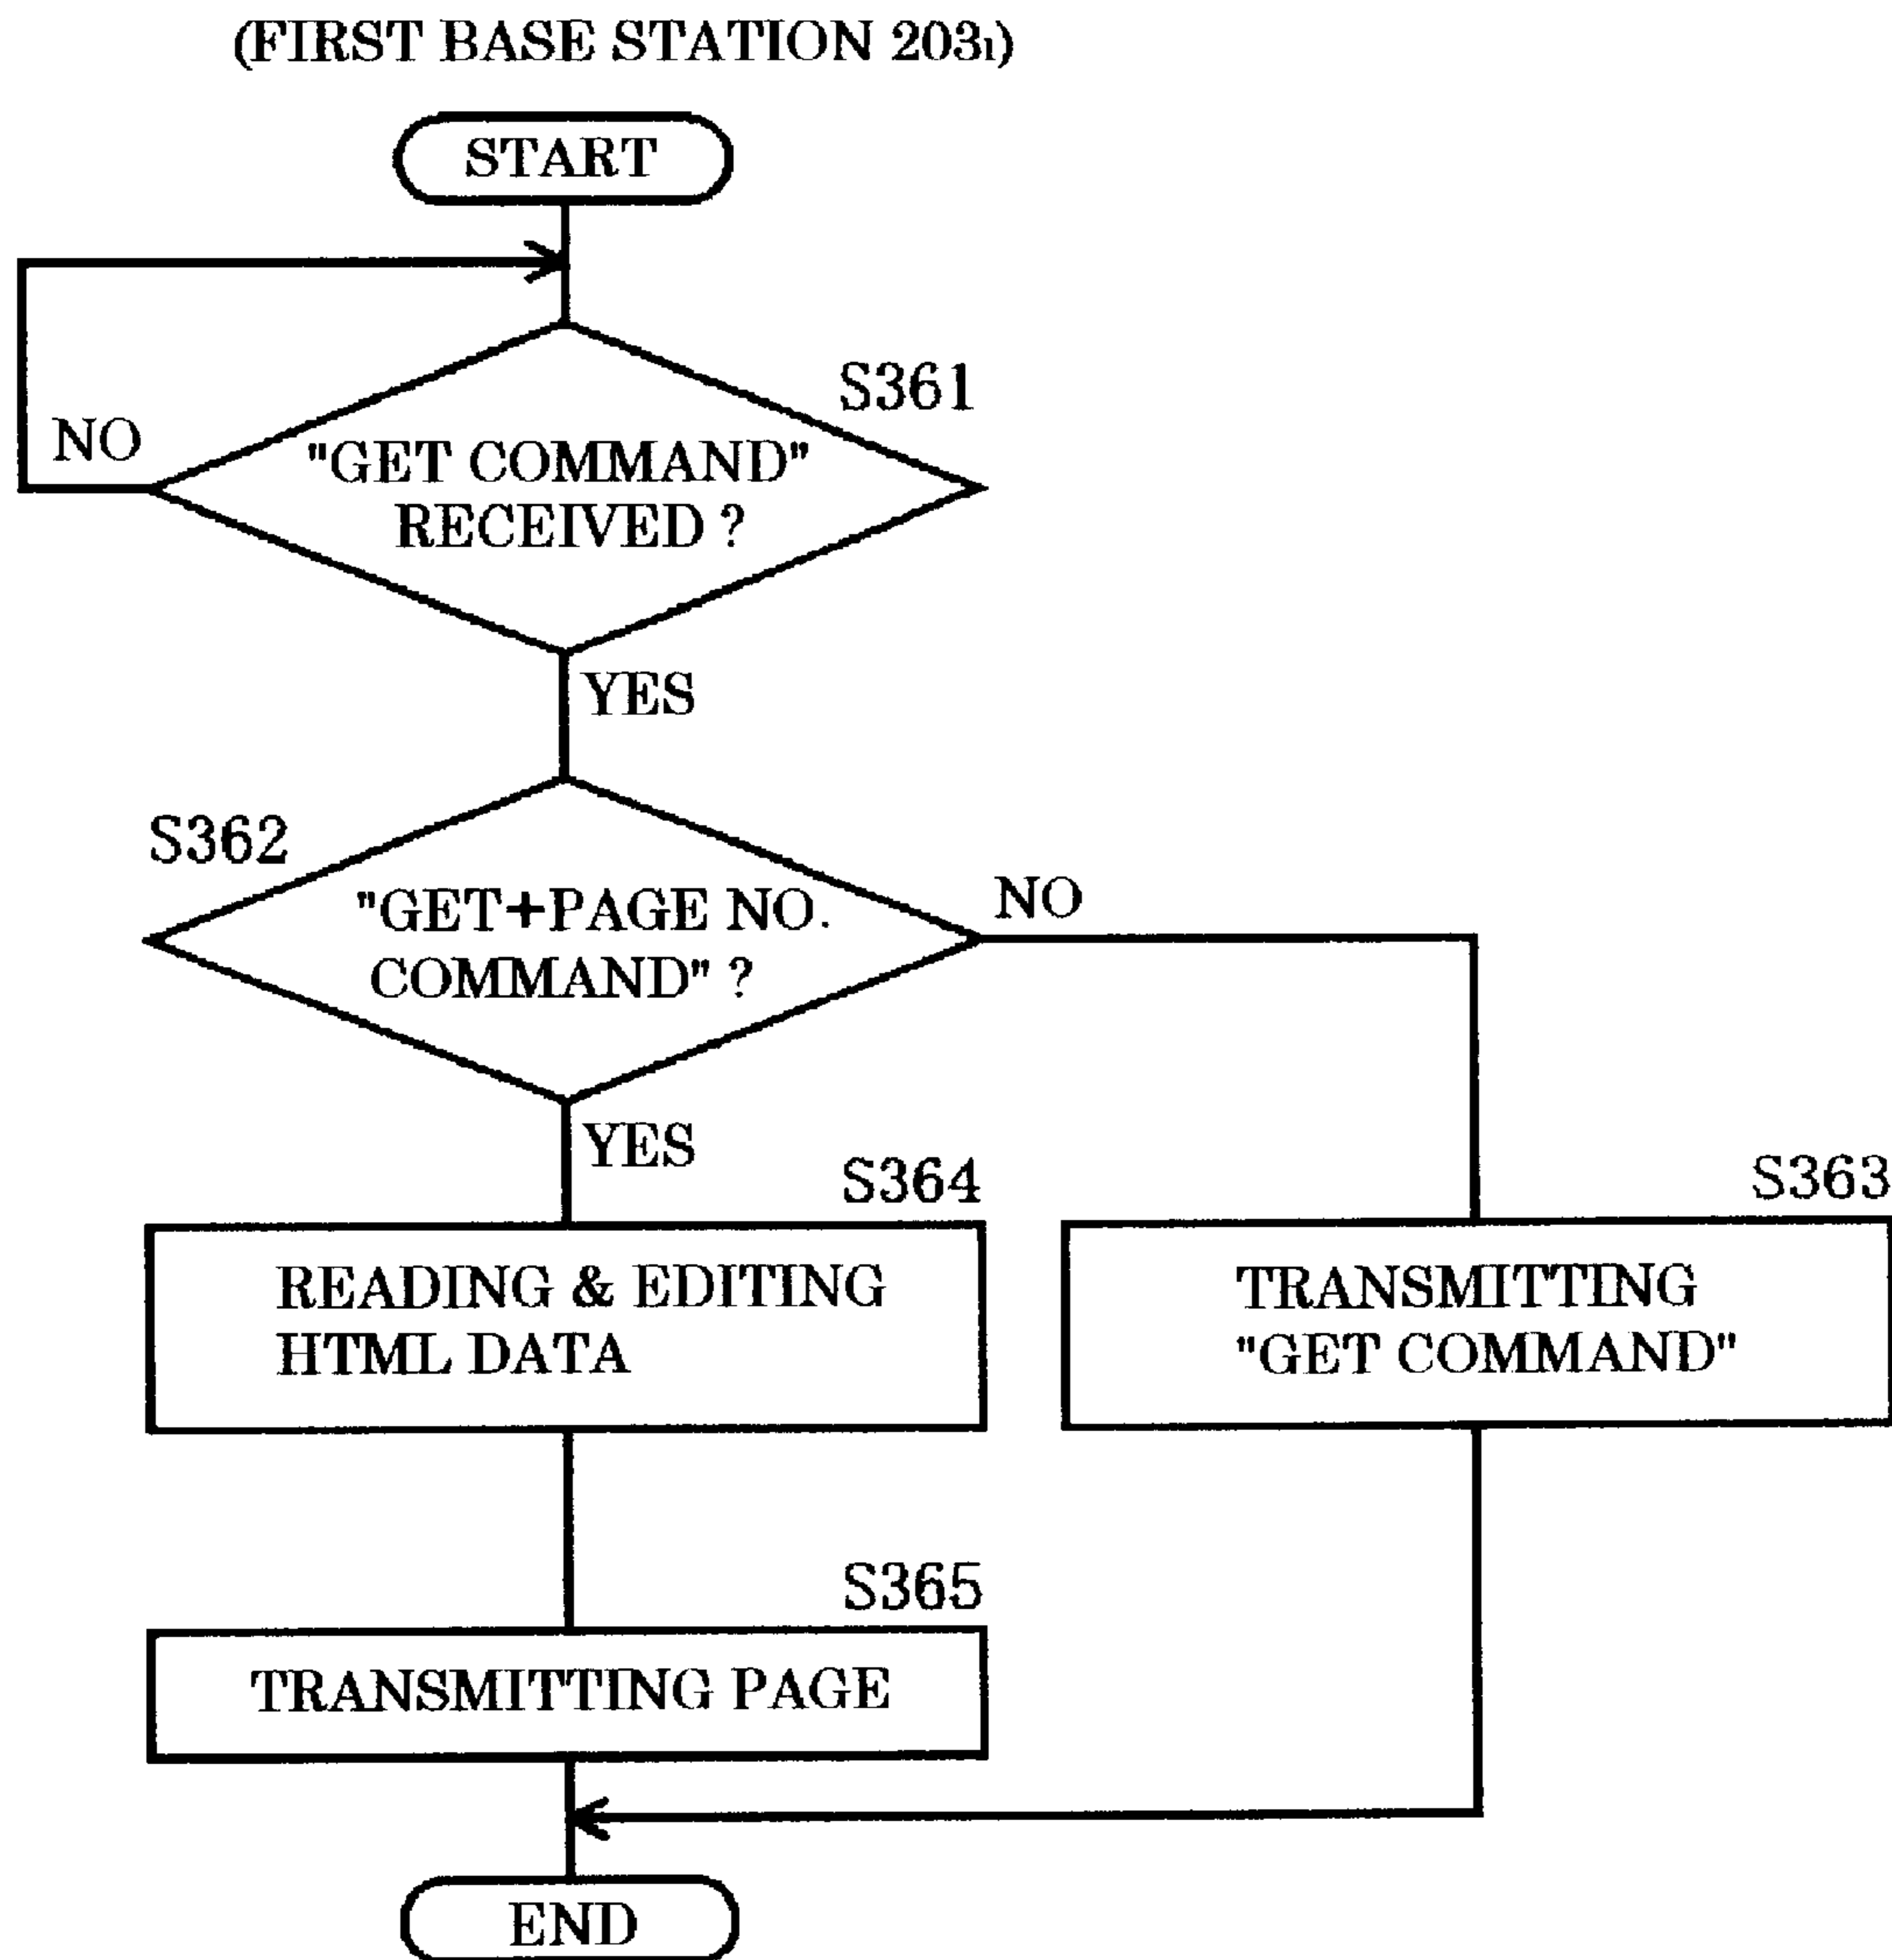 (FIRST BASE STATION 203₁)
START
S361
NO
"GET COMMAND"
RECEIVED ?
YES
S362
"GET+PAGE NO.
COMMAND" ?
NO
YES
S364
READING & EDITING
HTML DATA
S363
TRANSMITTING
"GET COMMAND"
S365
TRANSMITTING PAGE
END